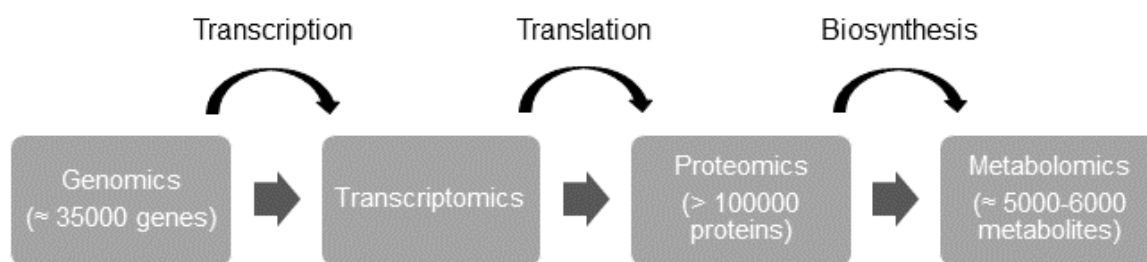 Transcription
Translation
Biosynthesis
Genomics
(≈ 35000 genes)
Transcriptomics
Proteomics
(> 100000
proteins)
Metabolomics
(≈ 5000-6000
metabolites)